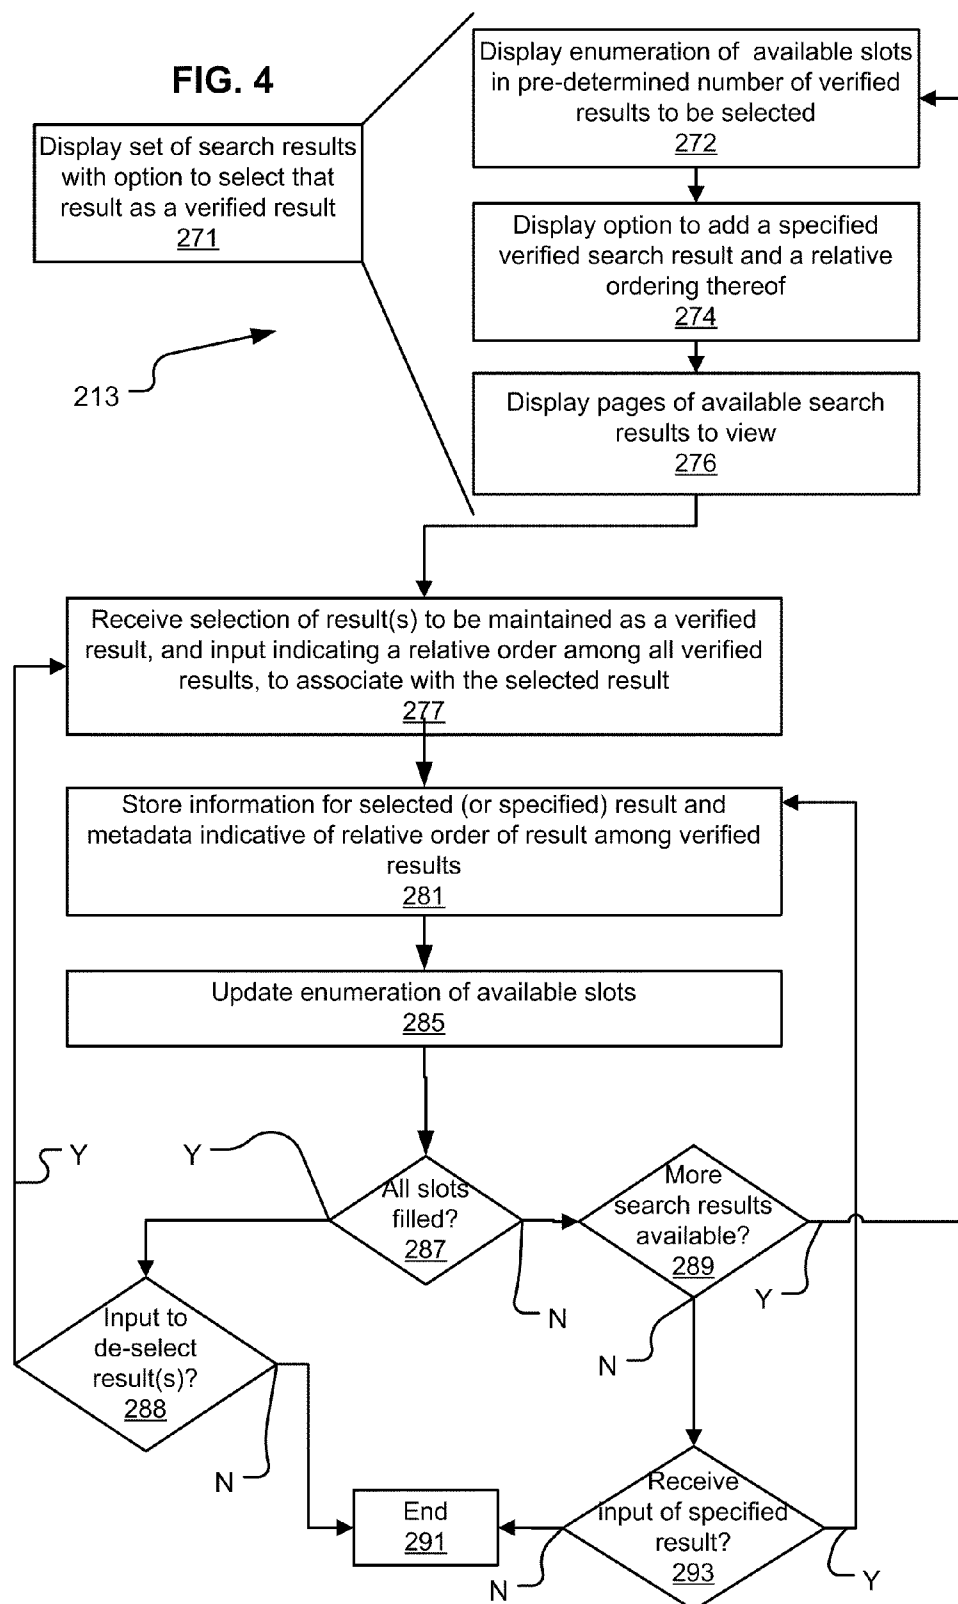 FIG. 4
Display set of search results
with option to select that
result as a verified result
271
213
Display enumeration of available slots
in pre-determined number of verified
results to be selected
272
Display option to add a specified
verified search result and a relative
ordering thereof
274
Display pages of available search
results to view
276
Receive selection of result(s) to be maintained as a verified
result, and input indicating a relative order among all verified
results, to associate with the selected result
277
Store information for selected (or specified) result and
metadada indicative of relative order of result among verified
results
281
Update enumeration of available slots
285
Y
Y
All slots
filled?
287
N
More
search results
available?
289
Y
N
Input to
de-select
result(s)?
288
N
End
291
Receive
input of specified
result?
293
N
Y